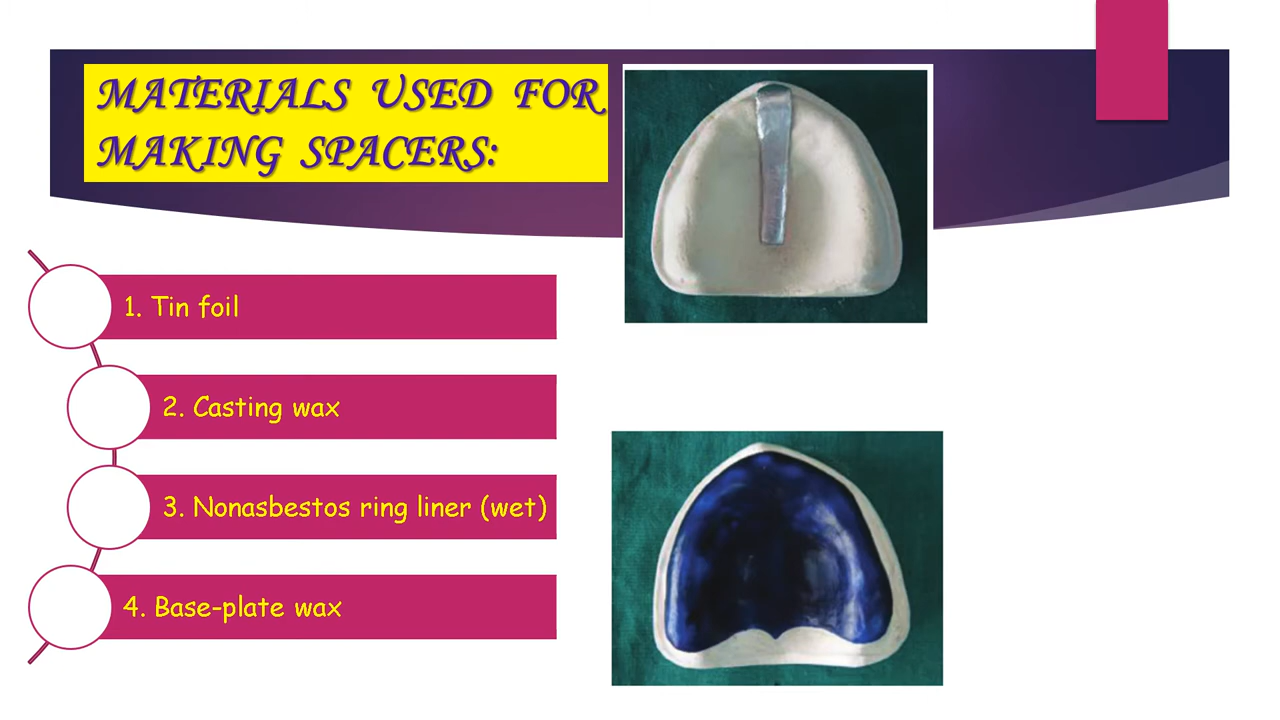 MATERIALS USED FOR
MAKING SPACERS:
1. Tin foil
2. Casting wax
3. Nonasbestos ring liner (wet)
4. Base-plate wax